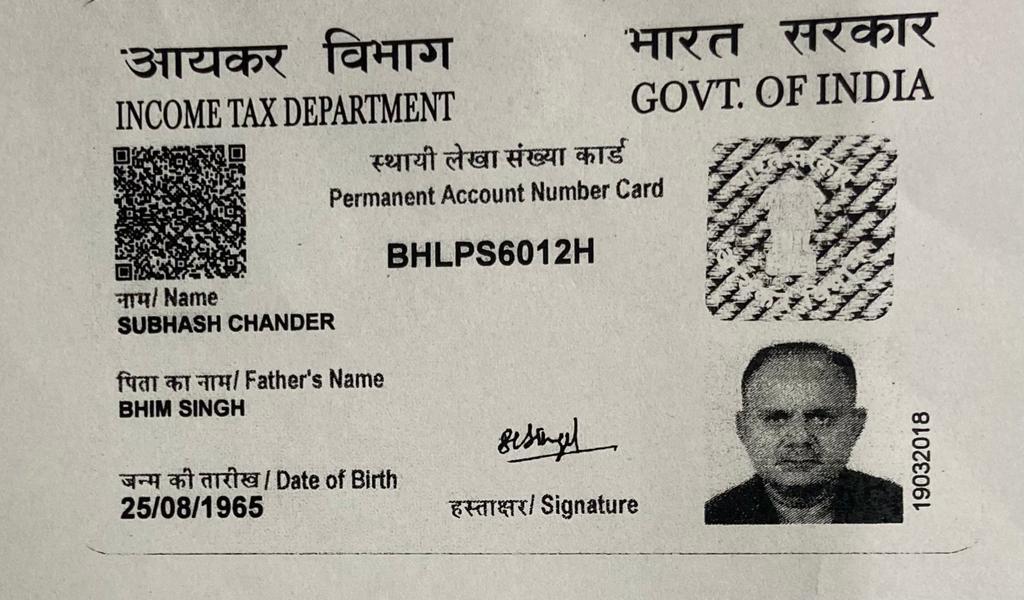 आयकर विभाग
INCOME TAX DEPARTMENT
भारत सरकार
GOVT. OF INDIA
स्थायी लेखा संख्या कार्ड
Permanent Account Number Card
BHLPS6012H
नाम/ Name
SUBHASH CHANDER
पिता का नाम/ Father's Name
BHIM SINGH
जन्म की तारीख / Date of Birth
25/08/1965
हस्ताक्षर/ Signature
19032018